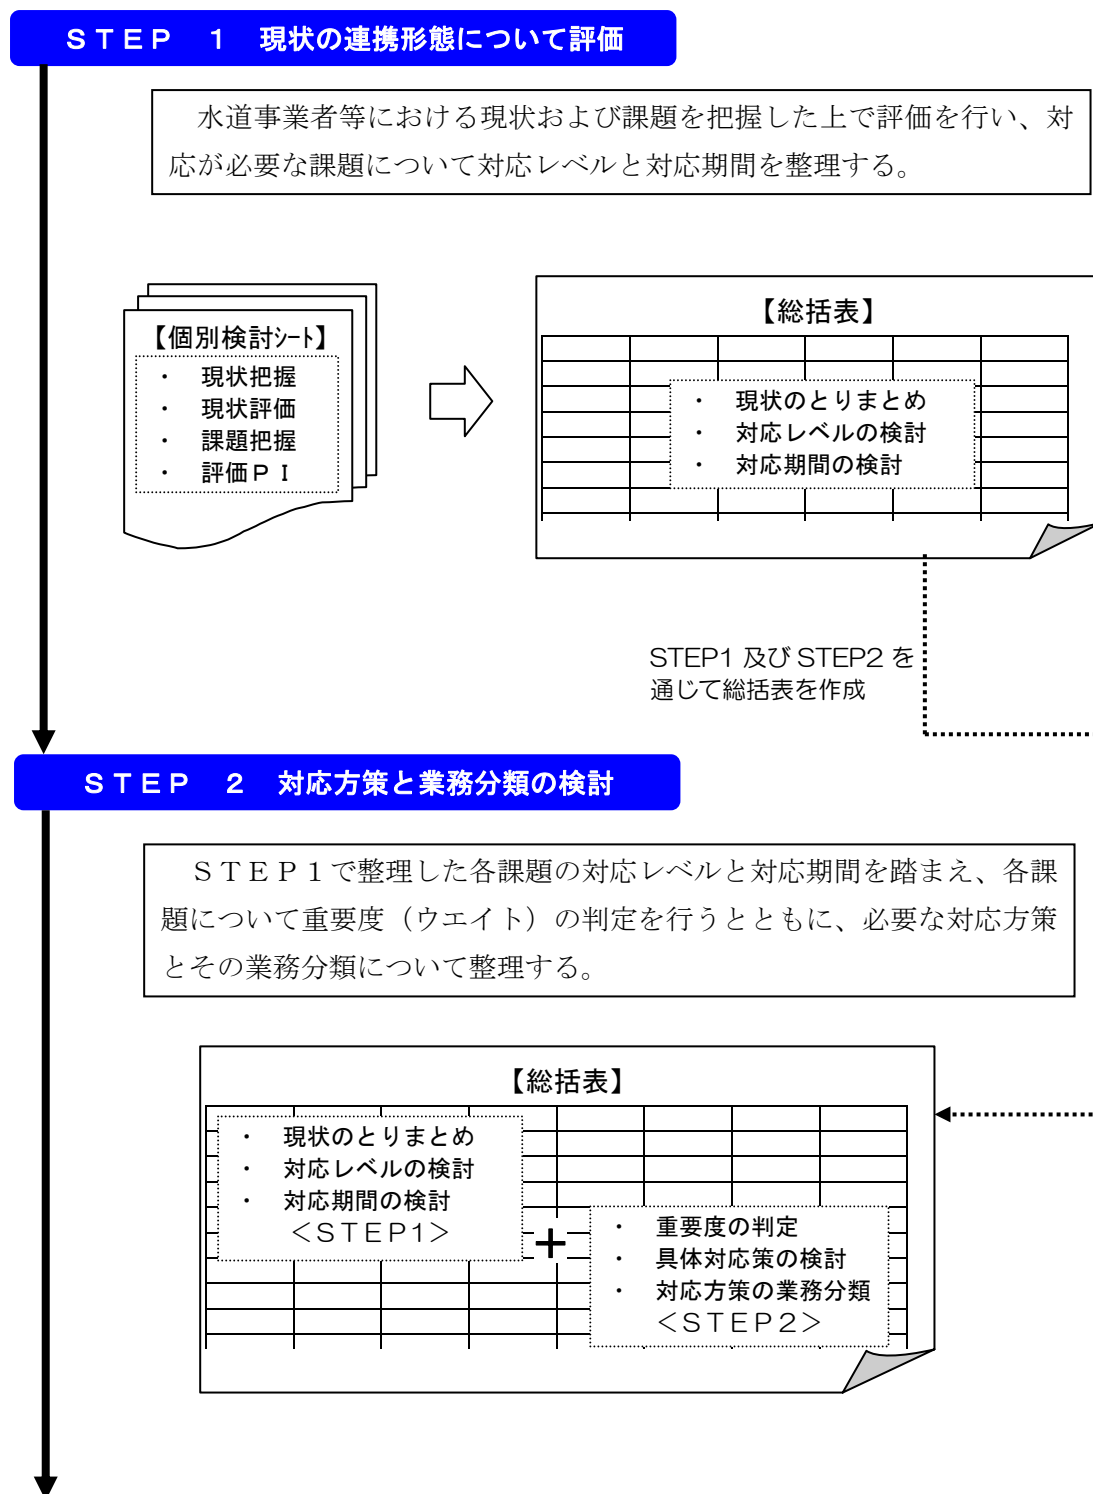 ＳＴＥＰ　１　現状の連携形態について評価
水道事業者等における現状および課題を把握した上で評価を行い、対
応が必要な課題について対応レベルと対応期間を整理する。
【個別検討ｼｰﾄ】
・　現状把握
・　現状評価
・　課題把握
・　評価ＰＩ
【総括表】
・　現状のとりまとめ
・　対応レベルの検討
・　対応期間の検討
STEP1 及び STEP2 を
通じて総括表を作成
ＳＴＥＰ　２　対応方策と業務分類の検討
ＳＴＥＰ１で整理した各課題の対応レベルと対応期間を踏まえ、各課
題について重要度（ウエイト）の判定を行うとともに、必要な対応方策
とその業務分類について整理する。
【総括表】
・　現状のとりまとめ
・　対応レベルの検討
・　対応期間の検討
＜ＳＴＥＰ１＞
＋
・　重要度の判定
・　具体対応策の検討
・　対応方策の業務分類
＜ＳＴＥＰ２＞